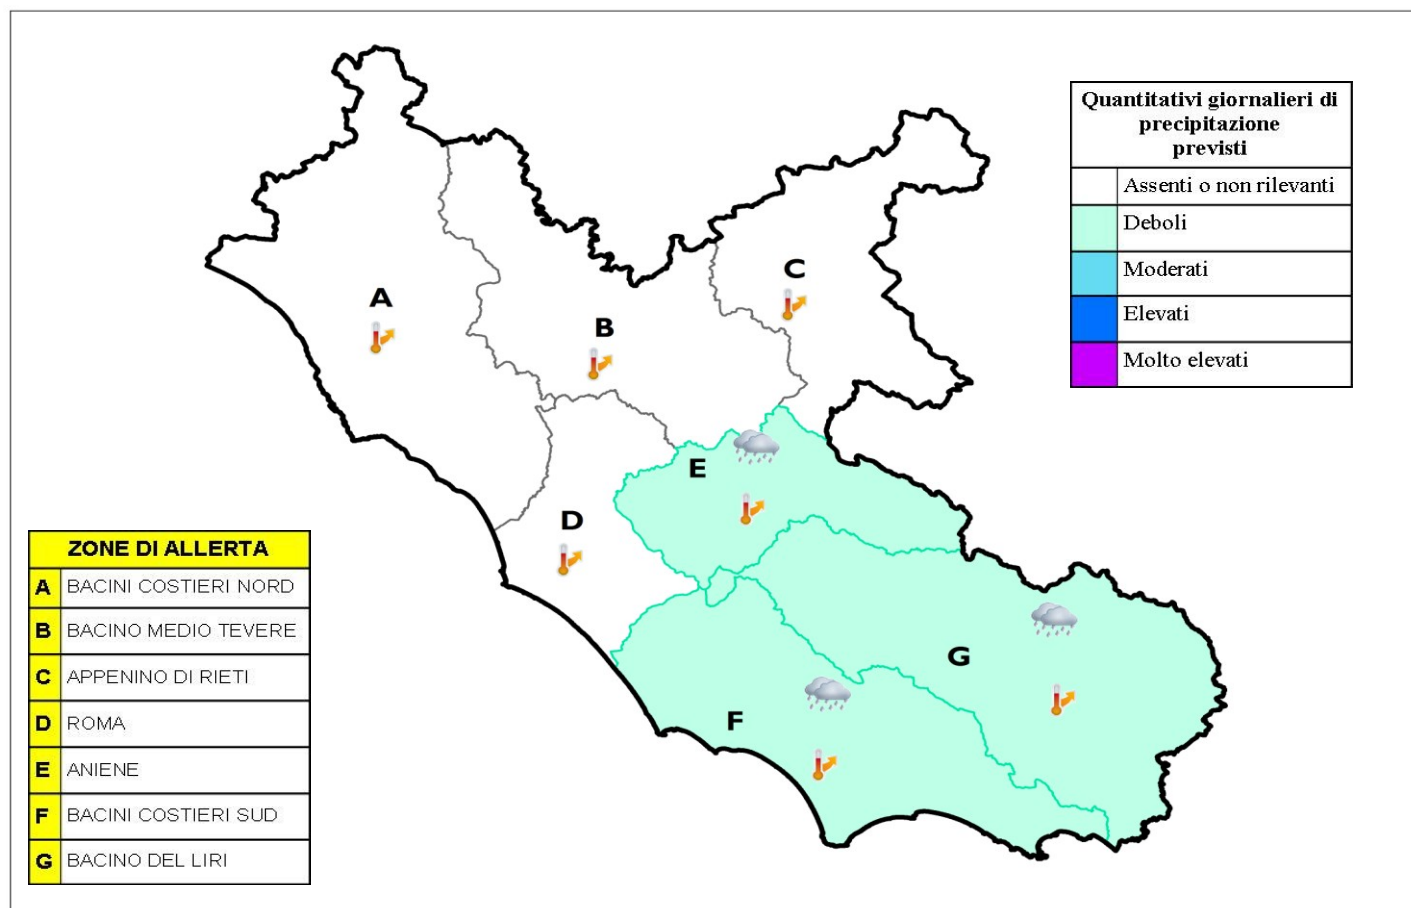 Quantitativi giornalieri di
precipitazione
previsti
Assenti o non rilevanti
Deboli
Moderati
Elevati
Molto elevati
A
B
C
E
D
G
F
ZONE DI ALLERTA
A BACINI COSTIERI NORD
B BACINO MEDIO TEVERE
C APPENINO DI RIETI
D ROMA
E ANIENE
F BACINI COSTIERI SUD
G BACINO DEL LIRI